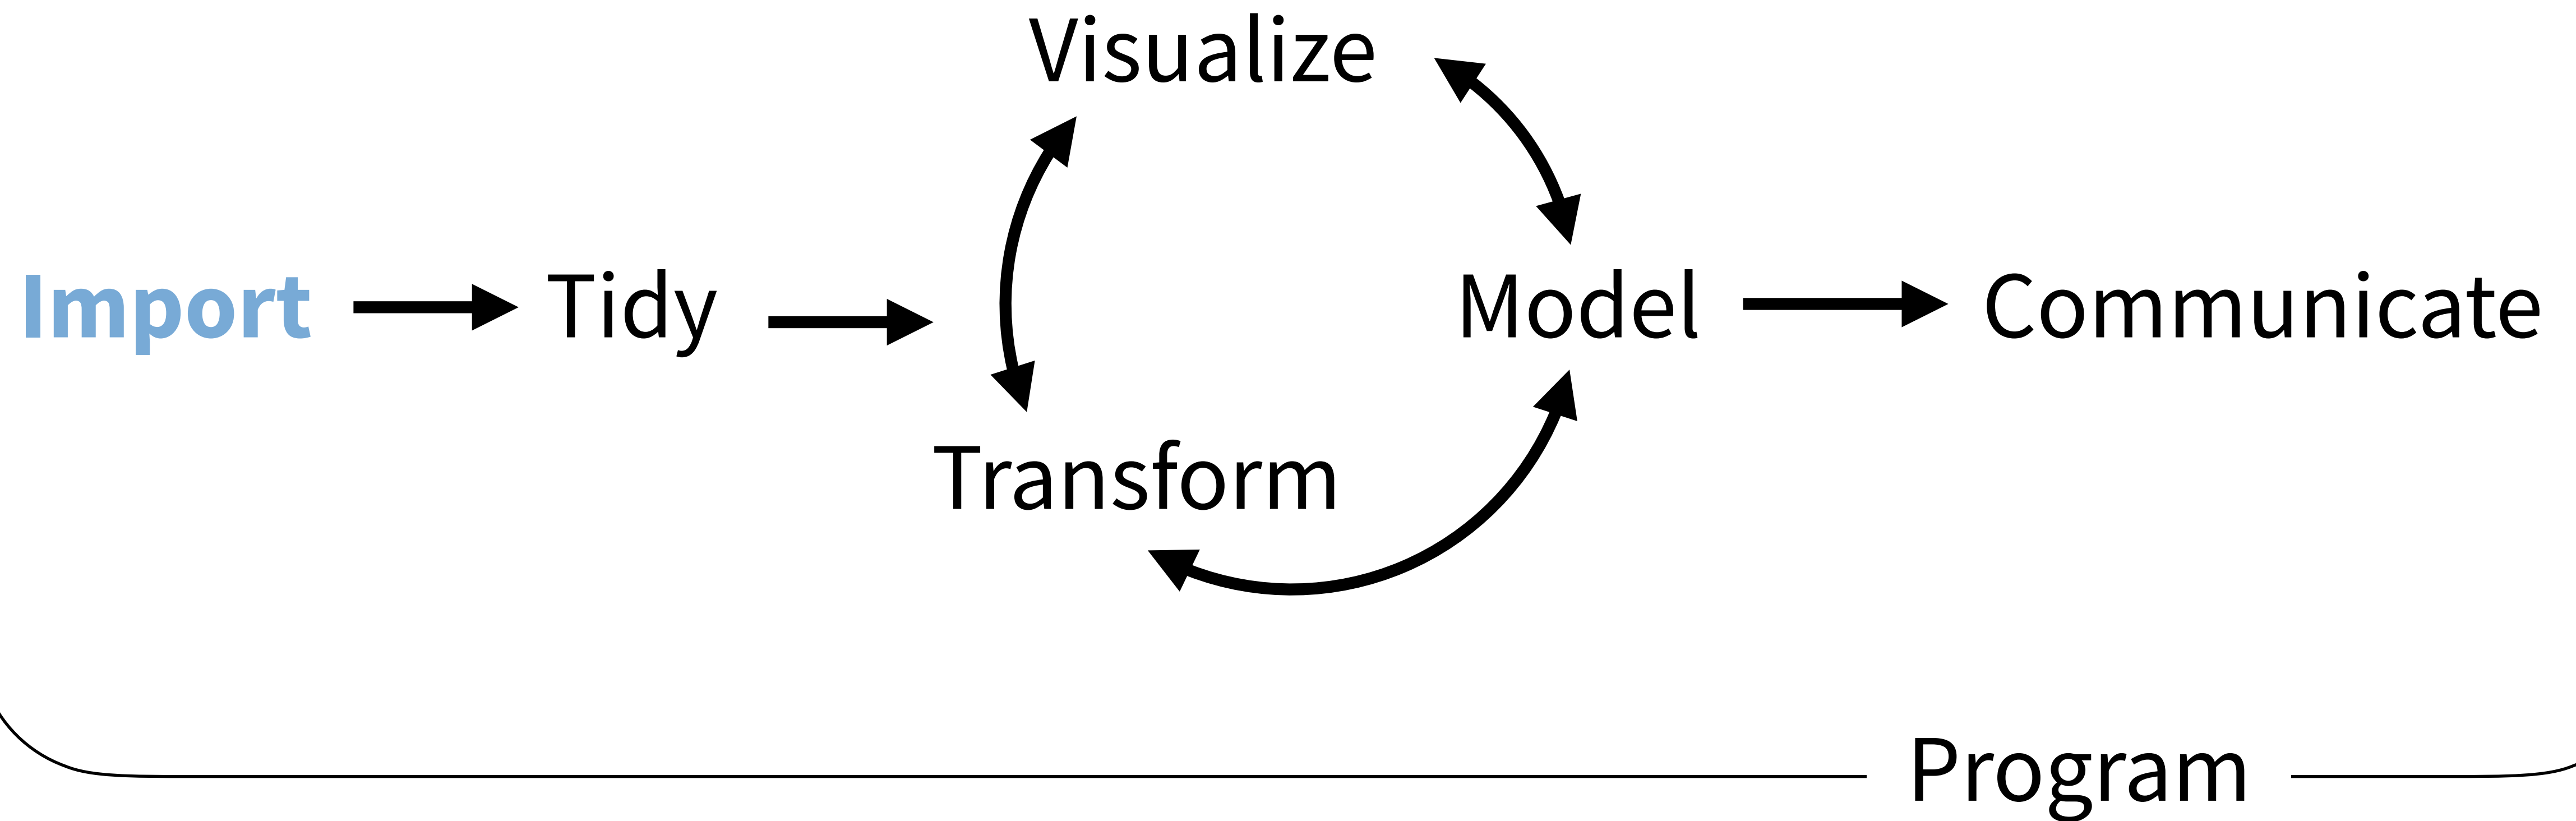 Visualize
Import
Tidy
Model
Communicate
Transform
Program